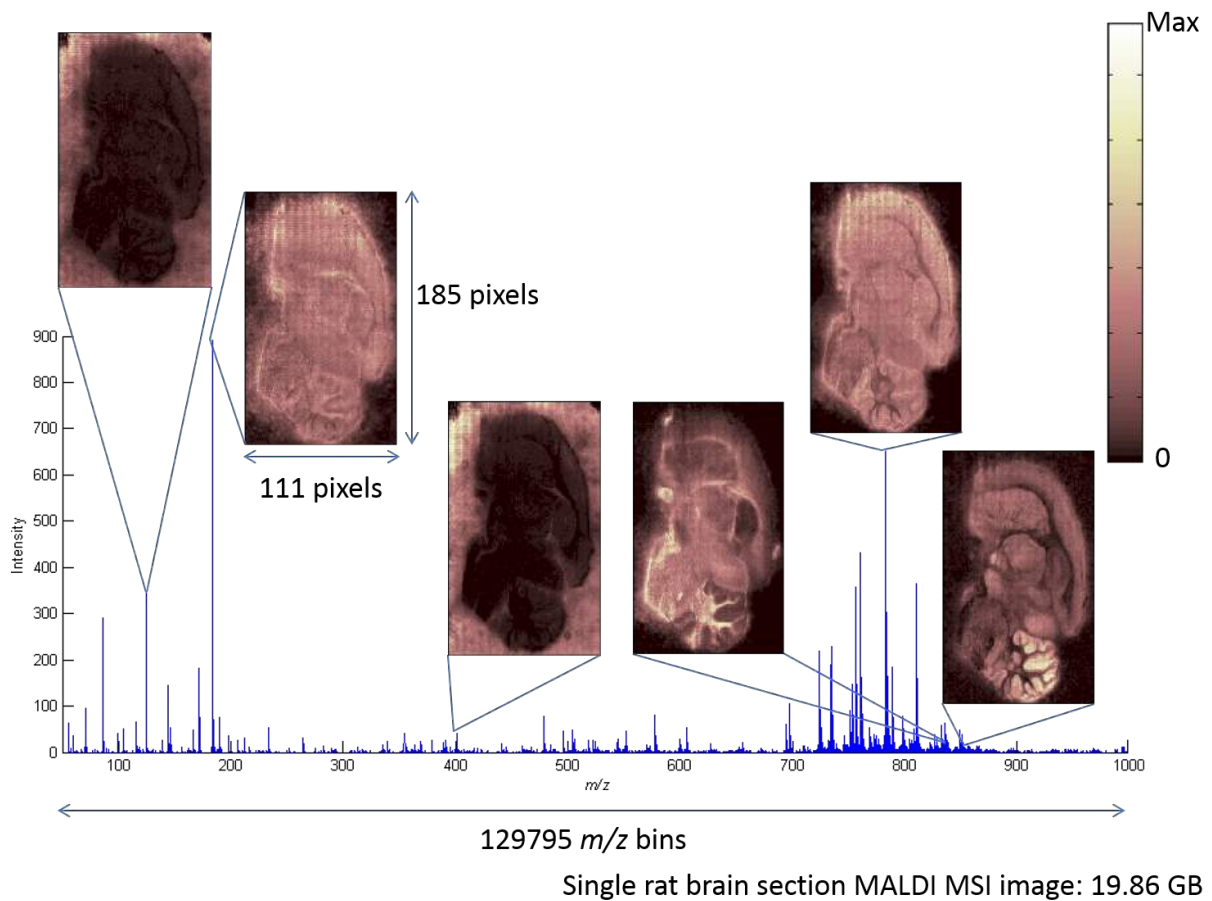 Max
0
185 pixels
111 pixels
900
800
700
600
500
400
300
200
100
0
Intensity
100 200 300 400 500 600 700 800 900 1000
m/z
129795 m/z bins
Single rat brain section MALDI MSI image: 19.86 GB